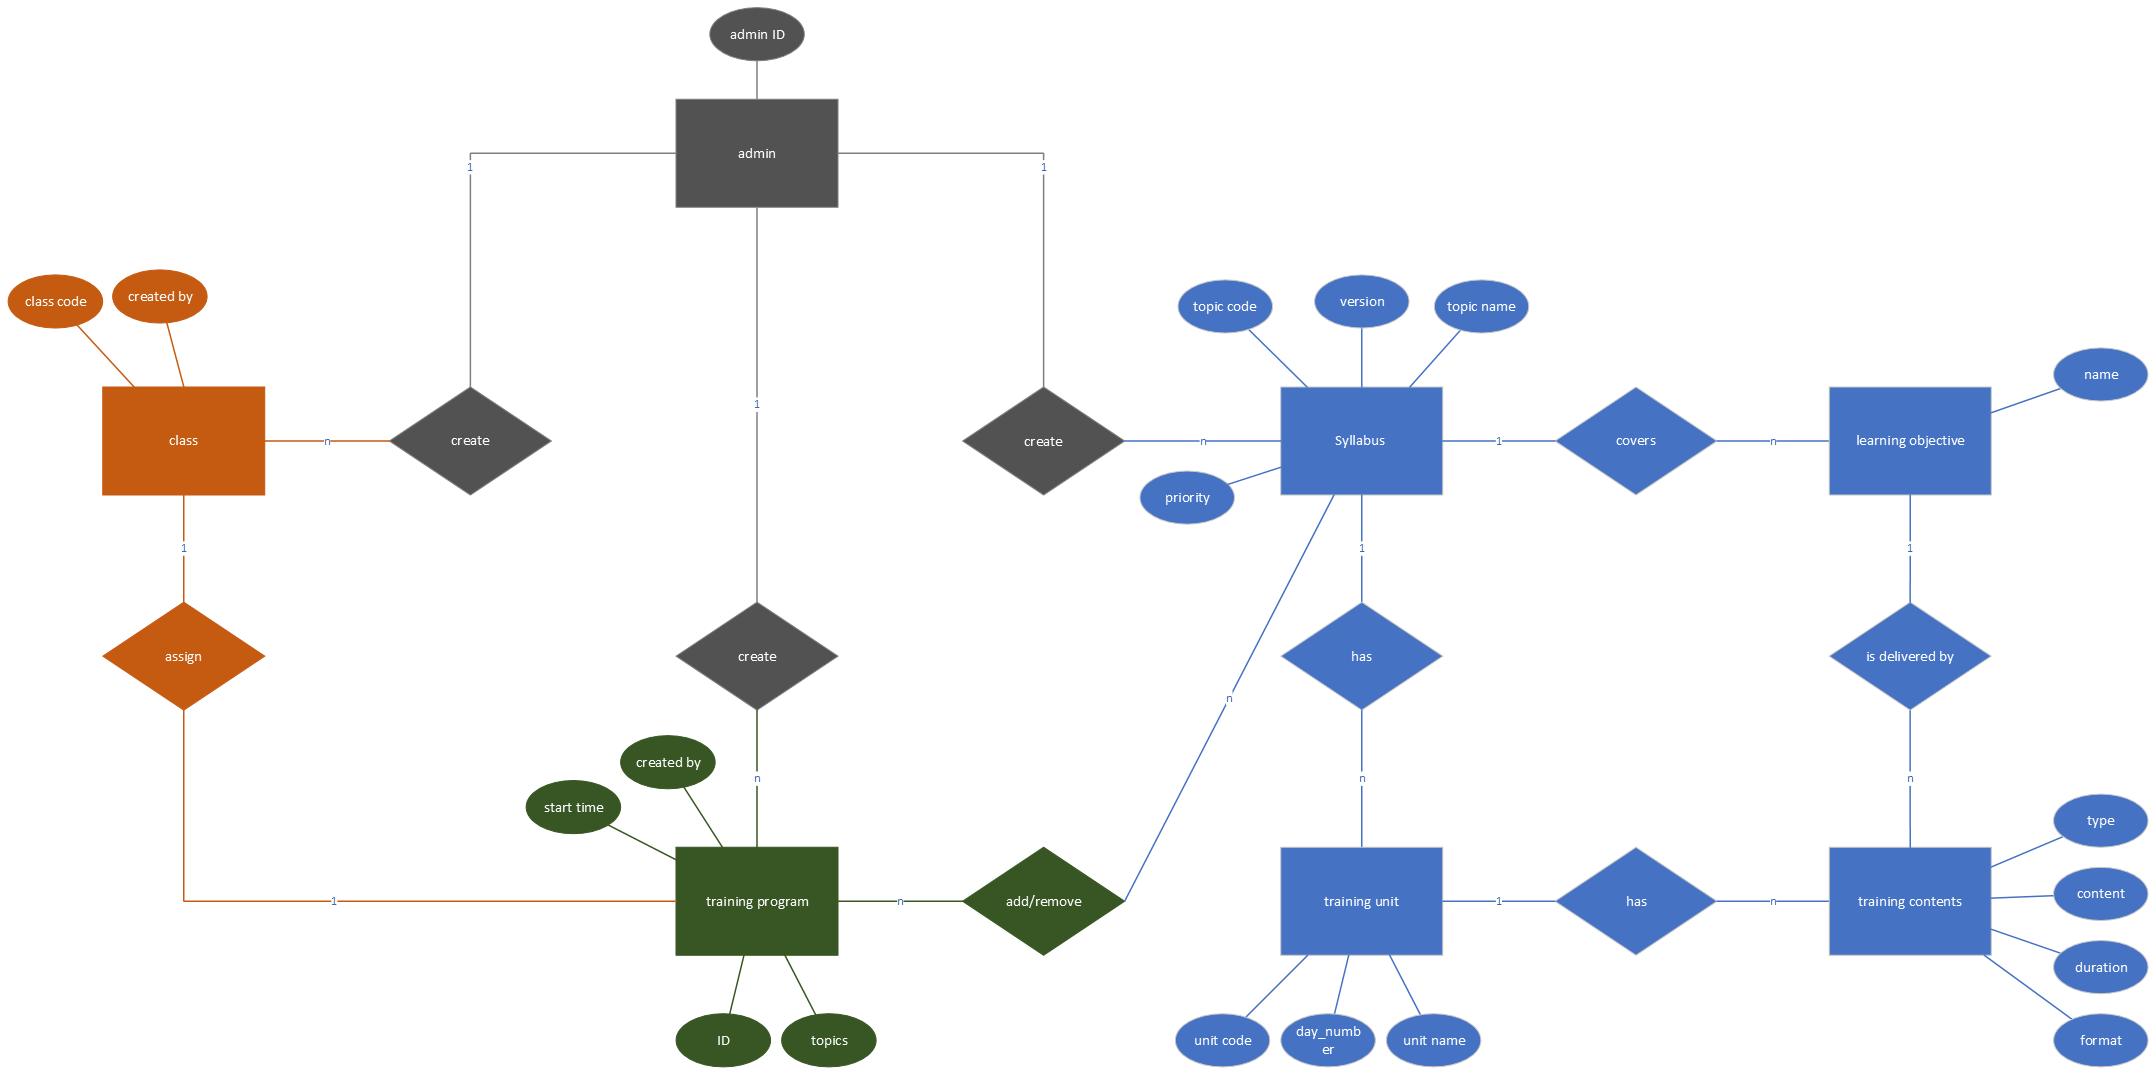 admin ID
admin
1
1
1
class code
created by
topic code
version
topic name
name
class
n
create
create
n
Syllabus
1
covers
n
learning objective
priority
1
1
1
assign
create
has
is delivered by
n
created by
n
n
n
start time
type
training program
1
n
add/remove
training unit
1
has
n
training contents
content
duration
ID
topics
unit code
day_numb
er
unit name
format